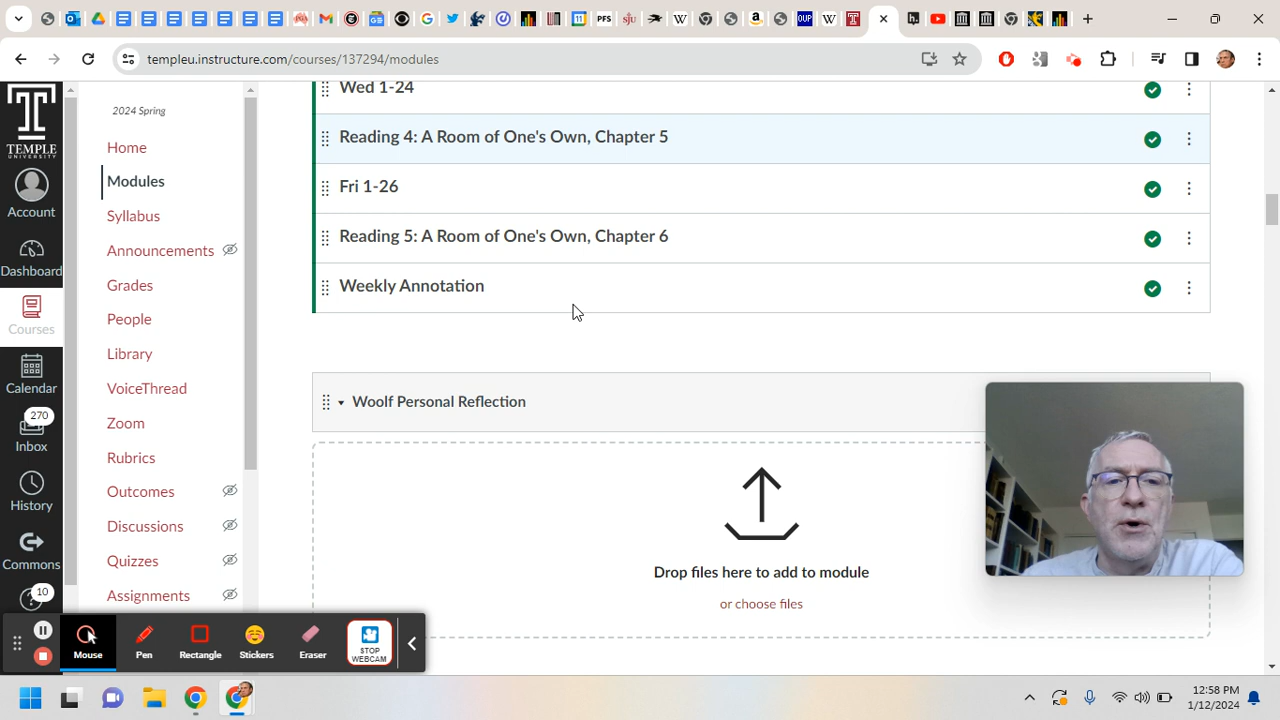 PFS
sju
W
OUP
W
T
templeu.instructure.com/courses/137294/modules
TEMPLE
UNIVERSITY
Account
Dashboard
Courses
Calendar
270
Inbox
History
Commons
10
2024 Spring
Home
Modules
Syllabus
Announcements
Grades
People
Library
VoiceThread
Zoom
Rubrics
Outcomes
Discussions
Quizzes
Assignments
Wed 1-24
Reading 4: A Room of One's Own, Chapter 5
Fri 1-26
Reading 5: A Room of One's Own, Chapter 6
Weekly Annotation
Woolf Personal Reflection
Drop files here to add to module
or choose files
Mouse
Pen
Rectangle
Stickers
Eraser
STOP
WEBCAM
12:58 PM
1/12/2024